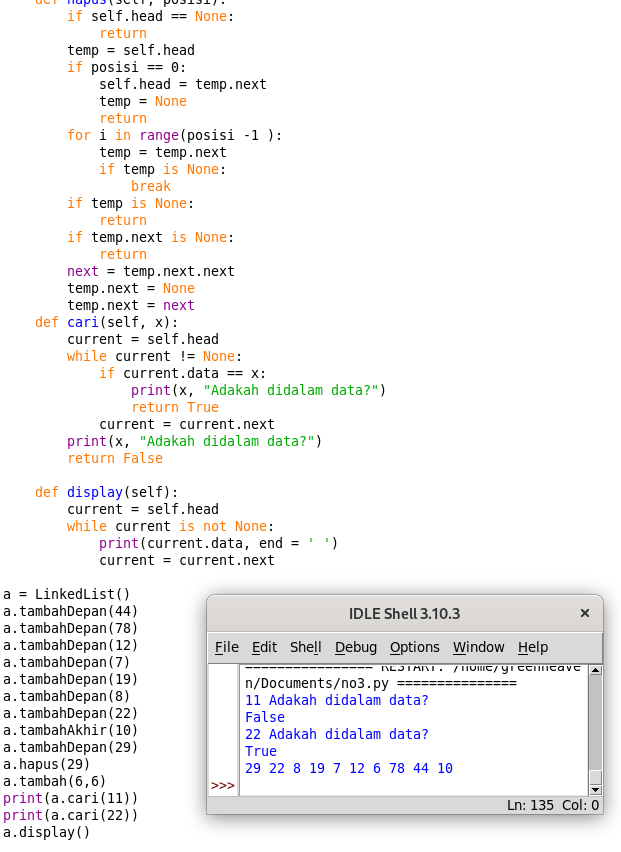 def hapus(self, posisi):
        if self.head == None:
            return
        temp = self.head
        if posisi == 0:
            self.head = temp.next
            temp = None
            return
        for i in range(posisi -1 ):
            temp = temp.next
            if temp is None:
                break
        if temp is None:
            return
        if temp.next is None:
            return
        next = temp.next.next
        temp.next = None
        temp.next = next
    def cari(self, x):
        current = self.head
        while current != None:
            if current.data == x:
                print(x, "Adakah didalam data?")
                return True
            current = current.next
        print(x, "Adakah didalam data?")
        return False

    def display(self):
        current = self.head
        while current is not None:
            print(current.data, end = ' ')
            current = current.next

a = LinkedList()
a.tambahDepan(44)
a.tambahDepan(78)
a.tambahDepan(12)
a.tambahDepan(7)
a.tambahDepan(19)
a.tambahDepan(8)
a.tambahDepan(22)
a.tambahAkhir(10)
a.tambahDepan(29)
a.hapus(29)
a.tambah(6,6)
print(a.cari(11))
print(a.cari(22))
a.display()
IDLE Shell 3.10.3
×
File Edit Shell Debug Options Window Help
================ RESTART: /home/greenheave
n/Documents/no3.py ===============
11 Adakah didalam data?
False
22 Adakah didalam data?
True
29 22 8 19 7 12 6 78 44 10
>>>
Ln: 135 Col: 0